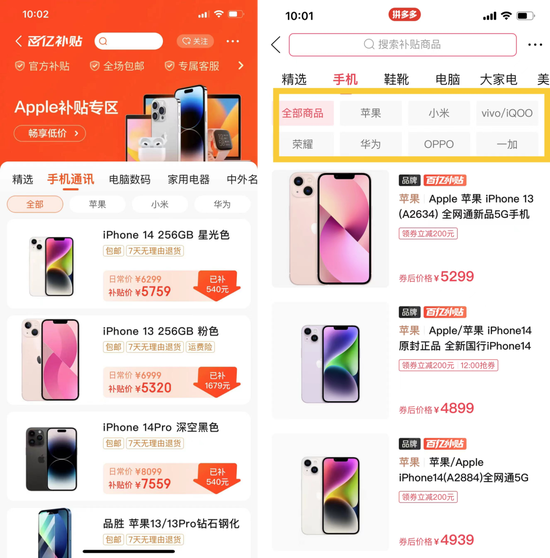 10:02
百亿补贴
关注
官方补贴
全场包邮
专属客服
Apple补贴专区
畅享低价
精选 手机通讯 电脑数码 家用电器 中外名
全部 苹果 小米 华为
iPhone 14 256GB 星光色
包邮 7天无理由退货
日常价 ¥6299
补贴价 ¥5759
已补
540元
iPhone 13 256GB 粉色
包邮 7天无理由退货 运费险
日常价 ¥6999
补贴价 ¥5320
已补
1679元
iPhone 14Pro 深空黑色
包邮 7天无理由退货
日常价 ¥8099
补贴价 ¥7559
已补
540元
品胜 苹果13/13Pro钻石钢化
包邮 7天无理由退货
10:01
拼多多
搜索补贴商品
精选 手机 鞋靴 电脑 大家电 美
全部商品 苹果 小米 vivo/iQOO
荣耀 华为 OPPO 一加
品牌 百亿补贴
苹果 Apple 苹果 iPhone 13
(A2634) 全网通新品5G手机
领券立减200元
券后价格 ¥5299
品牌 百亿补贴
苹果 Apple/苹果 iPhone14
原封正品 全新国行iPhone14
领券立减200元 12:00抢券
券后价格 ¥4899
品牌 百亿补贴
苹果 苹果/Apple
iPhone14(A2884)全网通5G
领券立减200元
券后价格 ¥4939